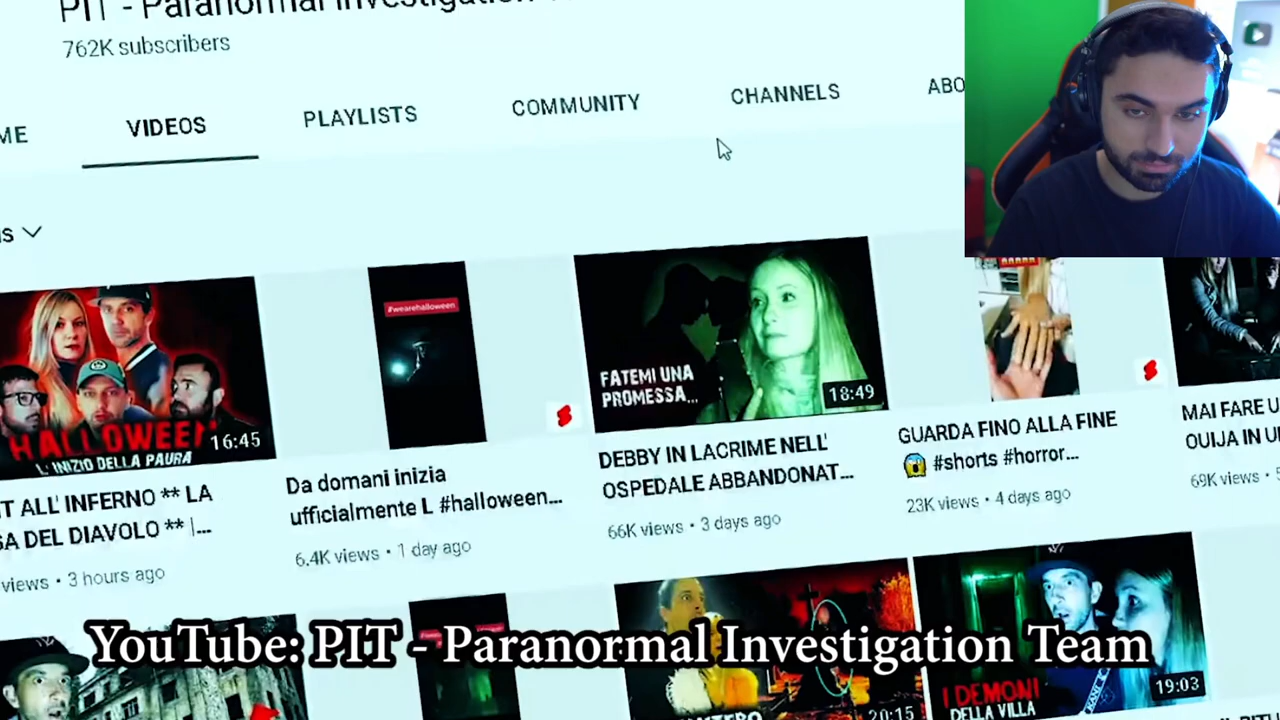 PIT - Paranormal Investigation
762K subscribers
ME
VIDEOS
PLAYLISTS
COMMUNITY
CHANNELS
ABO
HALLOWEEN
L' INIZIO DELLA PAURA
16:45
#wearehalloween
FATEMI UNA
PROMESSA...
18:49
T ALL' INFERNO ** LA
SA DEL DIAVOLO ** |...
views • 3 hours ago
Da domani inizia
ufficialmente L #halloween...
6.4K views • 1 day ago
DEBBY IN LACRIME NELL'
OSPEDALE ABBANDONAT...
66K views • 3 days ago
GUARDA FINO ALLA FINE
😱 #shorts #horror...
23K views • 4 days ago
MAI FARE U
OUIJA IN U
69K views •
YouTube: PIT - Paranormal Investigation Team
20:15
I DEMONI
DELLA VILLA
19:03